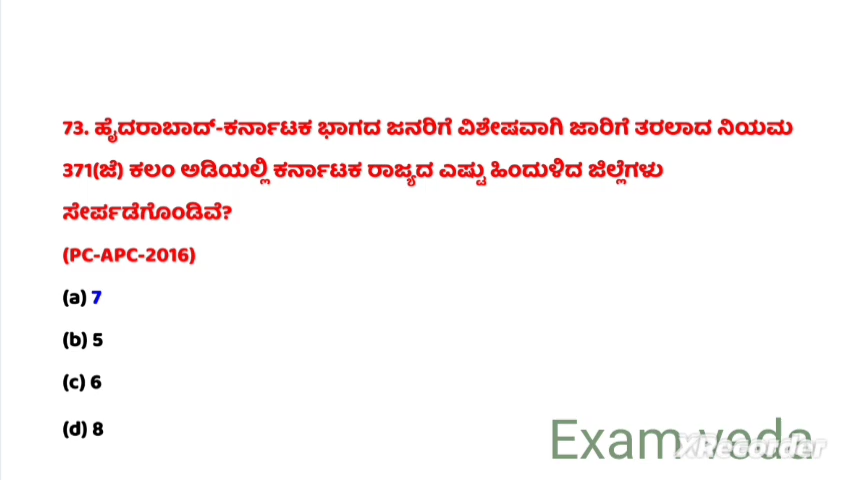 73. ಹೈದರಾಬಾದ್-ಕರ್ನಾಟಕ ಭಾಗದ ಜನರಿಗೆ ವಿಶೇಷವಾಗಿ ಜಾರಿಗೆ ತರಲಾದ ನಿಯಮ
371(ಜೆ) ಕಲಂ ಅಡಿಯಲ್ಲಿ ಕರ್ನಾಟಕ ರಾಜ್ಯದ ಎಷ್ಟು ಹಿಂದುಳಿದ ಜಿಲ್ಲೆಗಳು
ಸೇರ್ಪಡೆಗೊಂಡಿವೆ?
(PC-APC-2016)
(a) 7
(b) 5
(c) 6
(d) 8
Exam veda
XRecorder